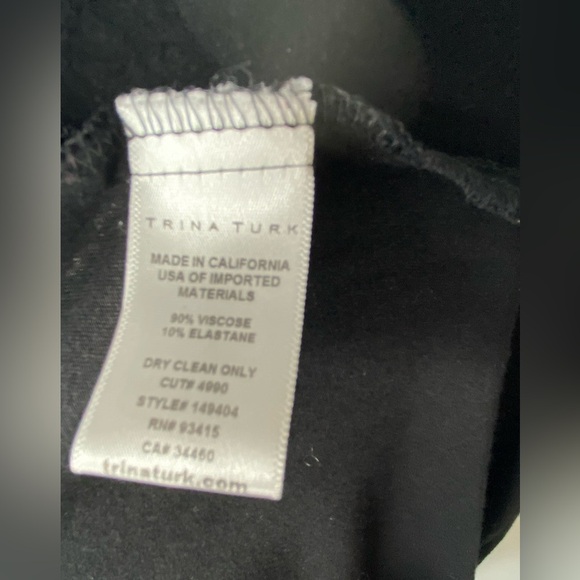 TRINA TURK
MADE IN CALIFORNIA
USA OF IMPORTED
MATERIALS
90% VISCOSE
10% ELASTANE
DRY CLEAN ONLY
CUT# 4990
STYLE# 149404
RN# 93415
CA# 34460
trinaturk.com